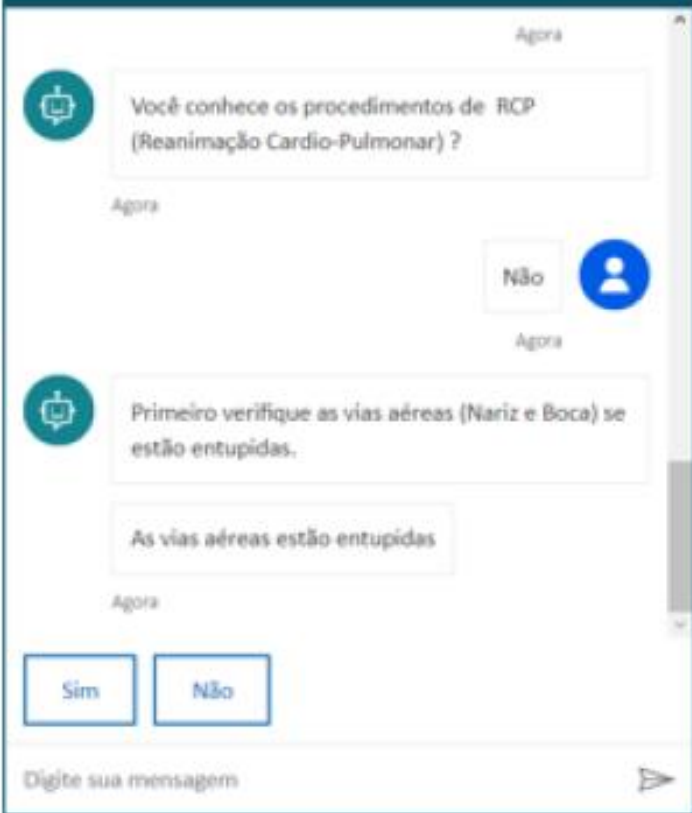 Agora
Você conhece os procedimentos de RCP
(Reanimação Cardio-Pulmonar) ?
Agora
Não
Agora
Primeiro verifique as vias aéreas (Nariz e Boca) se
estão entupidas.
As vias aéreas estão entupidas
Agora
Sim
Não
Digite sua mensagem